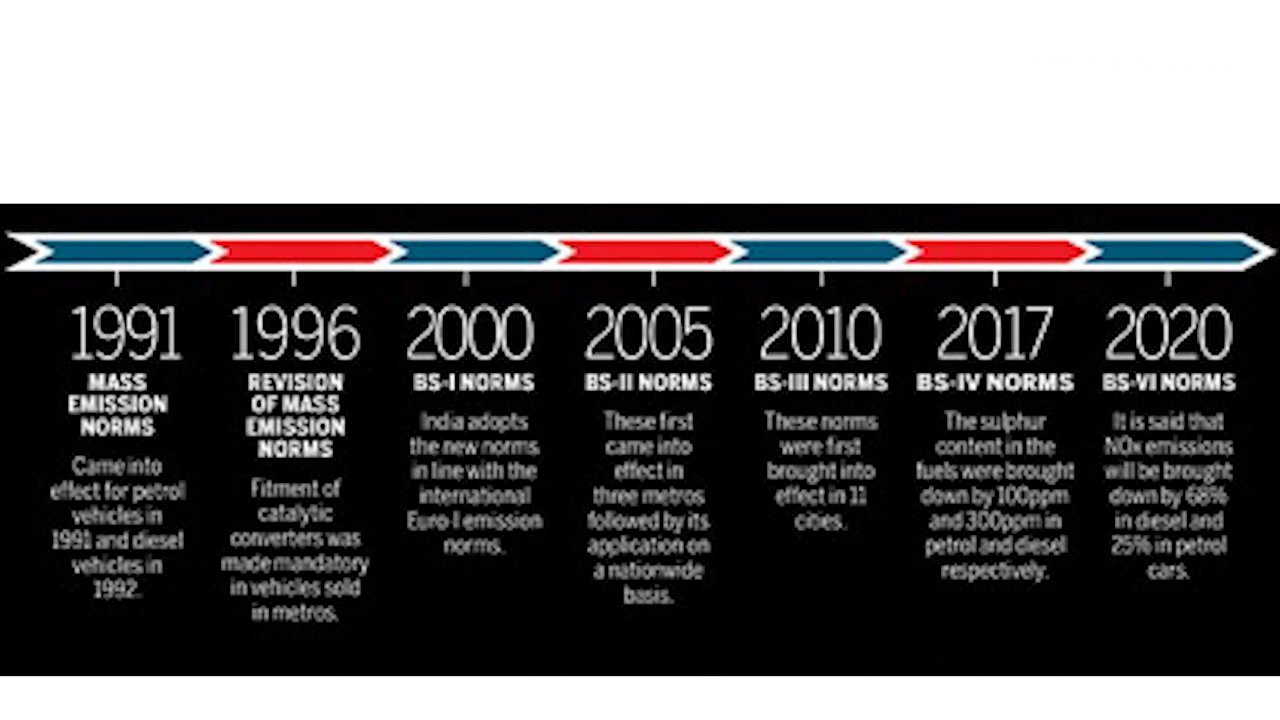 1991
MASS
EMISSION
NORMS
Came into
effect for petrol
vehicles in
1991 and diesel
vehicles in
1992.
1996
REVISION
OF MASS
EMISSION
NORMS
Fitment of
catalytic
converters was
made mandatory
in vehicles sold
in metros.
2000
BS-I NORMS
India adopts
the new norms
in line with the
international
Euro-I emission
norms.
2005
BS-II NORMS
These first
came into
effect in
three metros
followed by its
application on
a nationwide
basis.
2010
BS-III NORMS
These norms
were first
brought into
effect in 11
cities.
2017
BS-IV NORMS
The sulphur
content in the
fuels were brought
down by 100ppm
and 300ppm in
petrol and diesel
respectively.
2020
BS-VI NORMS
It is said that
NOx emissions
will be brought
down by 68%
in diesel and
25% in petrol
cars.